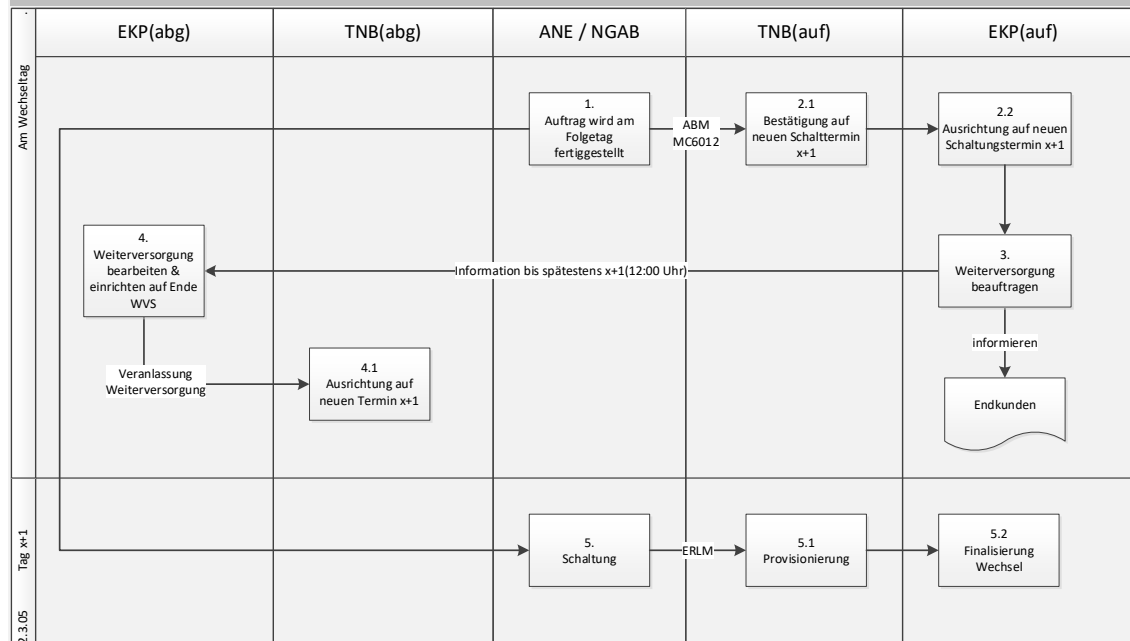 EKP(abg)
TNB(abg)
ANE / NGAB
TNB(auf)
EKP(auf)
Am Wechseltag
1.
Auftrag wird am
Folgetag
fertiggestellt
ABM
MC6012
2.1
Bestätigung auf
neuen Schalttermin
x+1
2.2
Ausrichtung auf neuen
Schaltungstermin x+1
4.
Weiterversorgung
bearbeiten &
einrichten auf Ende
WVS
Information bis spätestens x+1(12:00 Uhr)
3.
Weiterversorgung
beauftragen
informieren
Veranlassung
Weiterversorgung
4.1
Ausrichtung auf
neuen Termin x+1
Endkunden
Tag x+1
5.
Schaltung
ERLM
5.1
Provisionierung
5.2
Finalisierung
Wechsel
2.3.05